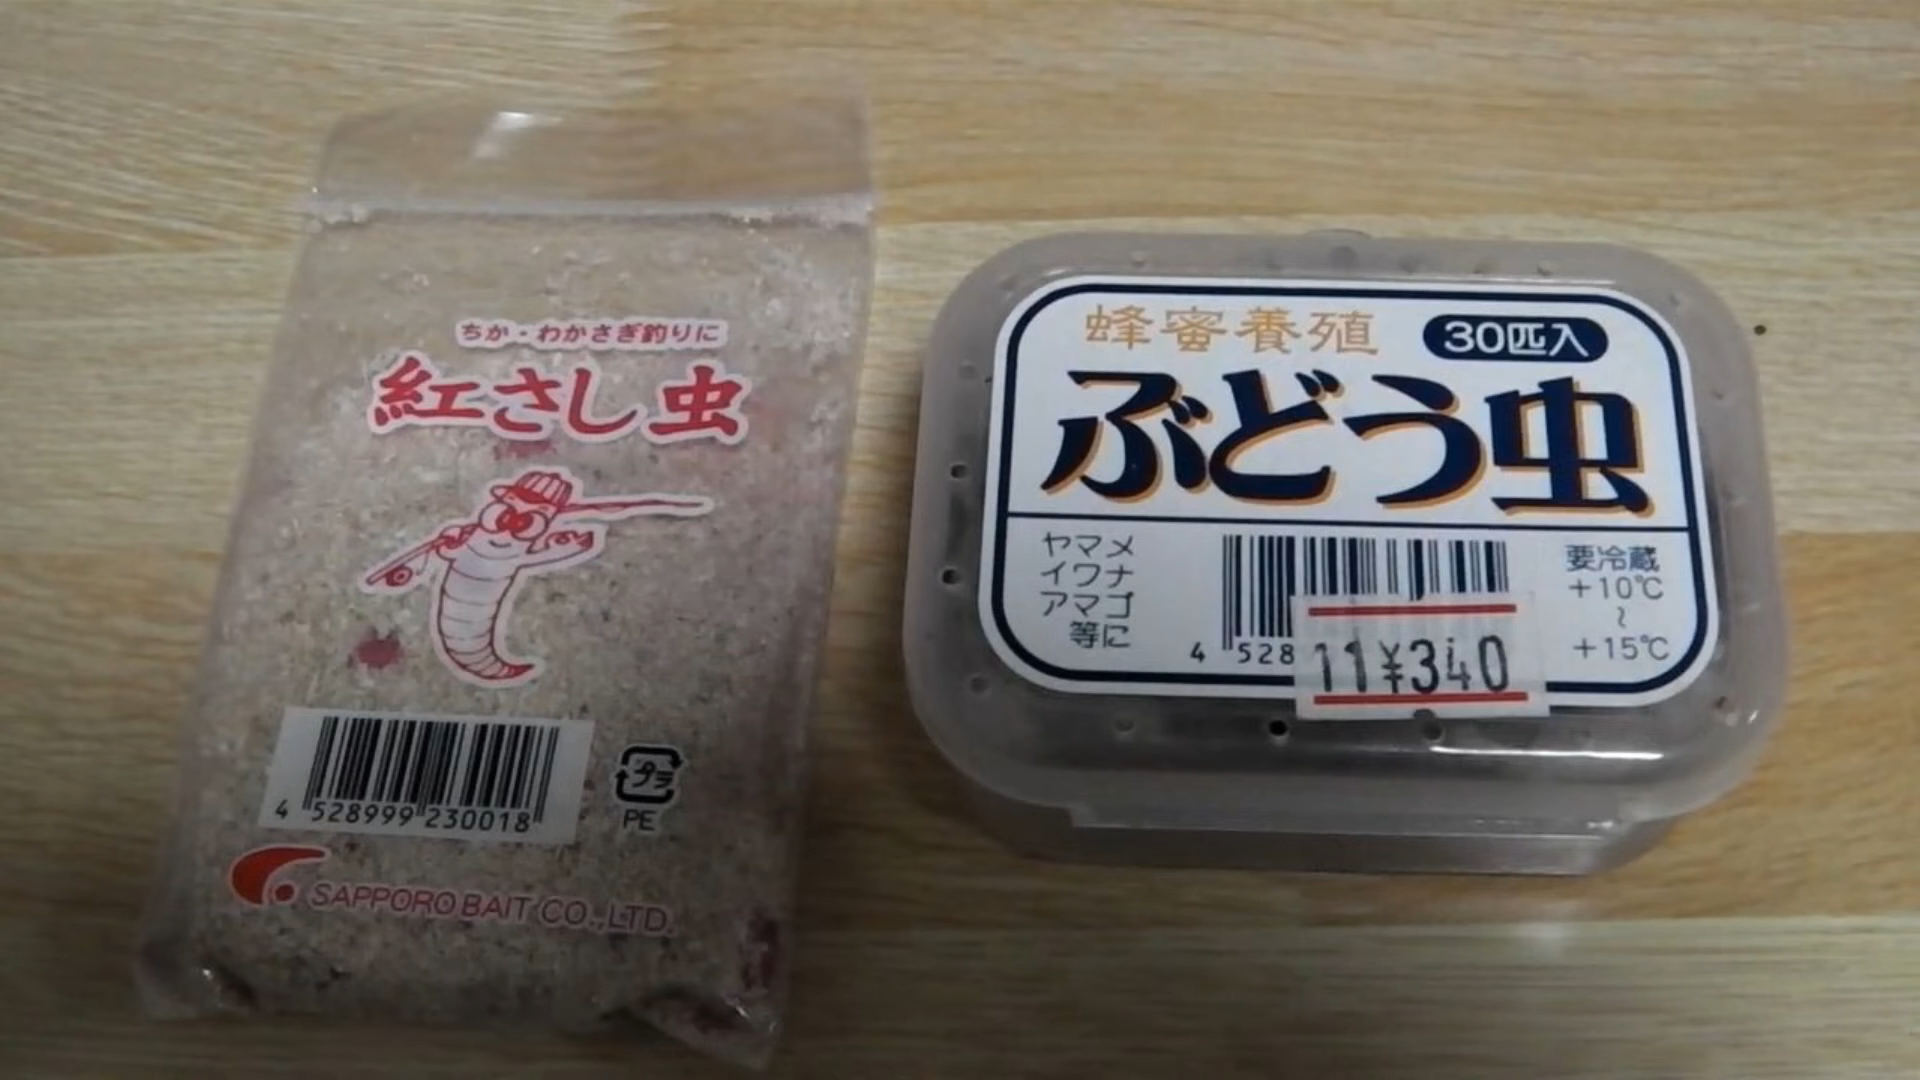 ちか・わかさぎ釣りに
紅さし虫
4 528999 230018
プラ
PE
SAPPORO BAIT CO.,LTD.
蜂蜜養殖
30匹入
ぶどう虫
ヤマメ
イワナ
アマゴ
等に
4 528
11¥340
要冷蔵
+10℃
~
+15℃